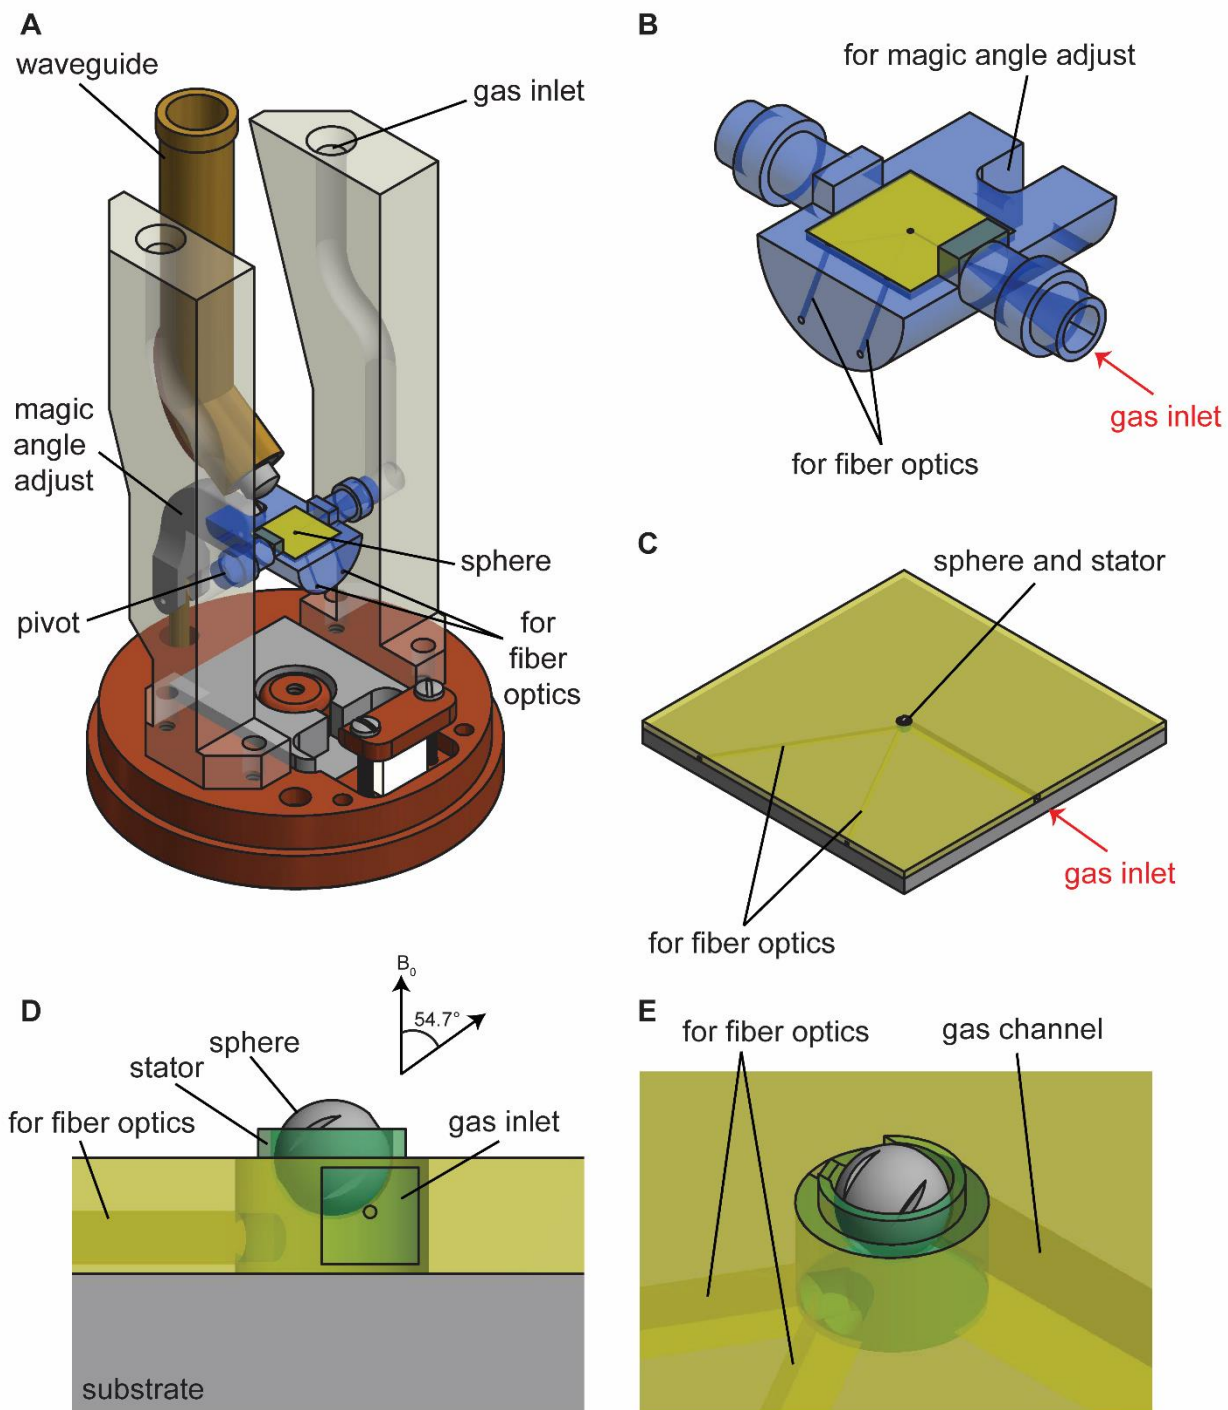 A
waveguide
gas inlet
magic
angle
adjust
sphere
pivot
for
fiber
optics
B
for magic angle adjust
gas inlet
for fiber optics
C
sphere and stator
gas inlet
for fiber optics
D
B0
54.7°
sphere
stator
for fiber optics
gas inlet
substrate
E
for fiber optics
gas channel